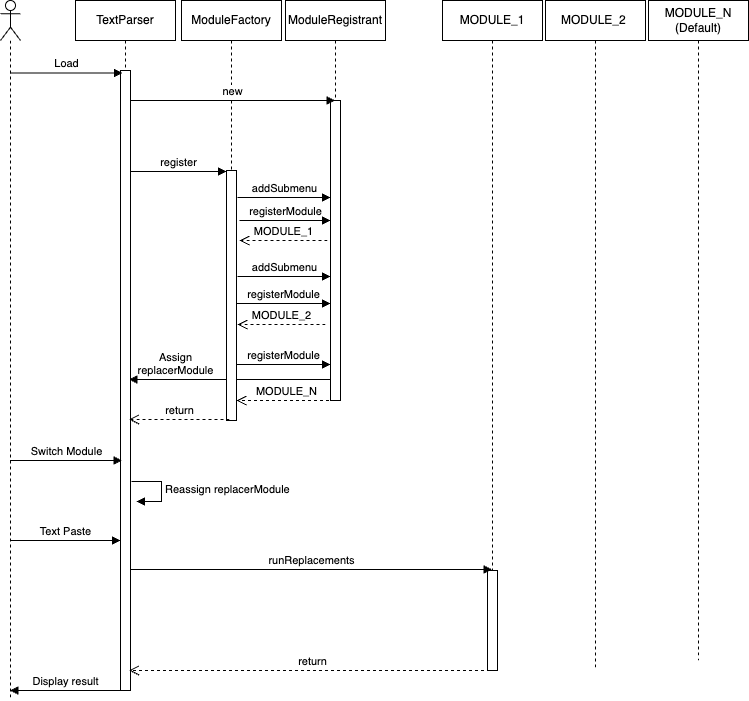 TextParser
ModuleFactory
ModuleRegistrant
MODULE_1
MODULE_2
MODULE_N
(Default)
Load
new
register
addSubmenu
registerModule
MODULE_1
addSubmenu
registerModule
MODULE_2
registerModule
Assign
replacerModule
MODULE_N
return
Switch Module
Reassign replacerModule
Text Paste
runReplacements
return
Display result